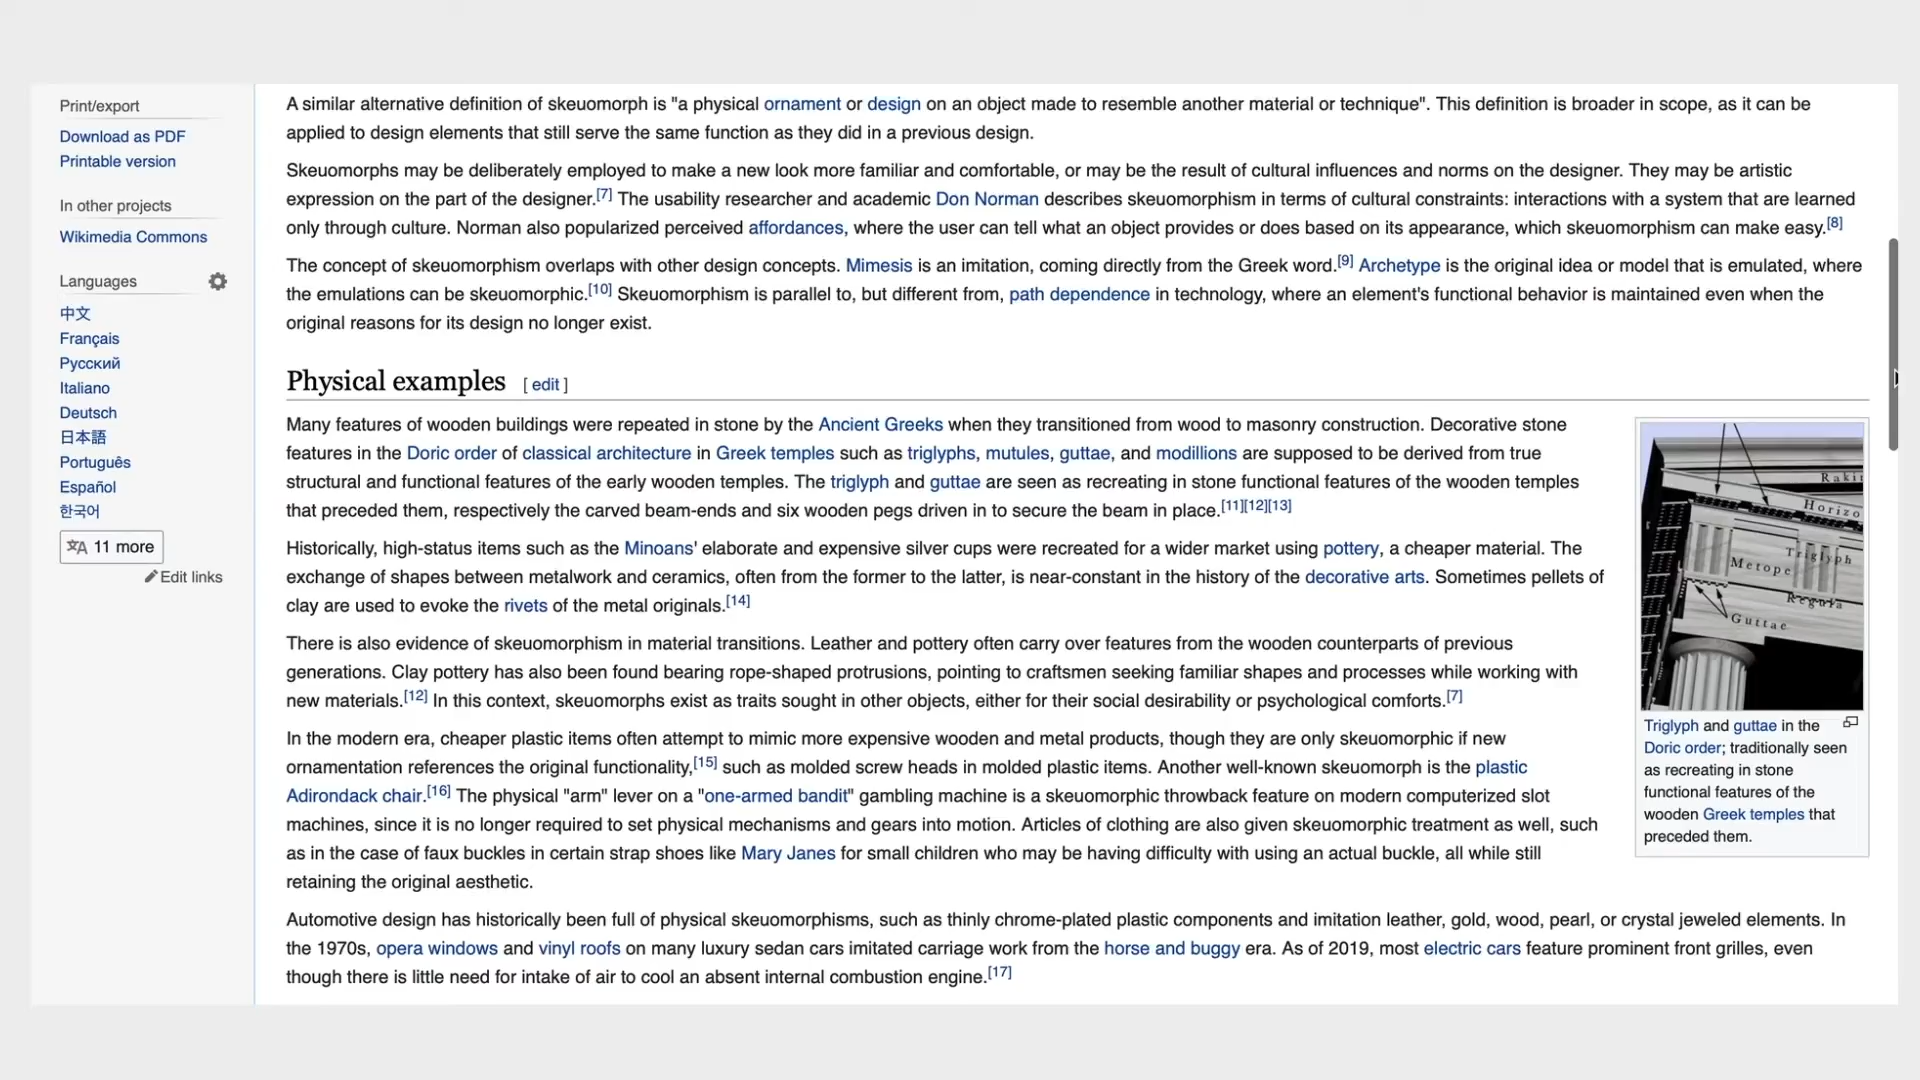 Print/export
Download as PDF
Printable version
In other projects
Wikimedia Commons
Languages
中文
Français
Русский
Italiano
Deutsch
日本語
Português
Español
한국어
11 more
Edit links
A similar alternative definition of skeuomorph is "a physical ornament or design on an object made to resemble another material or technique". This definition is broader in scope, as it can be
applied to design elements that still serve the same function as they did in a previous design.
Skeuomorphs may be deliberately employed to make a new look more familiar and comfortable, or may be the result of cultural influences and norms on the designer. They may be artistic
expression on the part of the designer.[7] The usability researcher and academic Don Norman describes skeuomorphism in terms of cultural constraints: interactions with a system that are learned
only through culture. Norman also popularized perceived affordances, where the user can tell what an object provides or does based on its appearance, which skeuomorphism can make easy.[8]
The concept of skeuomorphism overlaps with other design concepts. Mimesis is an imitation, coming directly from the Greek word.[9] Archetype is the original idea or model that is emulated, where
the emulations can be skeuomorphic.[10] Skeuomorphism is parallel to, but different from, path dependence in technology, where an element's functional behavior is maintained even when the
original reasons for its design no longer exist.
Physical examples [ edit ]
Many features of wooden buildings were repeated in stone by the Ancient Greeks when they transitioned from wood to masonry construction. Decorative stone
features in the Doric order of classical architecture in Greek temples such as triglyphs, mutules, guttae, and modillions are supposed to be derived from true
structural and functional features of the early wooden temples. The triglyph and guttae are seen as recreating in stone functional features of the wooden temples
that preceded them, respectively the carved beam-ends and six wooden pegs driven in to secure the beam in place.[11][12][13]
Historically, high-status items such as the Minoans' elaborate and expensive silver cups were recreated for a wider market using pottery, a cheaper material. The
exchange of shapes between metalwork and ceramics, often from the former to the latter, is near-constant in the history of the decorative arts. Sometimes pellets of
clay are used to evoke the rivets of the metal originals.[14]
There is also evidence of skeuomorphism in material transitions. Leather and pottery often carry over features from the wooden counterparts of previous
generations. Clay pottery has also been found bearing rope-shaped protrusions, pointing to craftsmen seeking familiar shapes and processes while working with
new materials.[12] In this context, skeuomorphs exist as traits sought in other objects, either for their social desirability or psychological comforts.[7]
In the modern era, cheaper plastic items often attempt to mimic more expensive wooden and metal products, though they are only skeuomorphic if new
ornamentation references the original functionality,[15] such as molded screw heads in molded plastic items. Another well-known skeuomorph is the plastic
Adirondack chair.[16] The physical "arm" lever on a "one-armed bandit" gambling machine is a skeuomorphic throwback feature on modern computerized slot
machines, since it is no longer required to set physical mechanisms and gears into motion. Articles of clothing are also given skeuomorphic treatment as well, such
as in the case of faux buckles in certain strap shoes like Mary Janes for small children who may be having difficulty with using an actual buckle, all while still
retaining the original aesthetic.
Automotive design has historically been full of physical skeuomorphisms, such as thinly chrome-plated plastic components and imitation leather, gold, wood, pearl, or crystal jeweled elements. In
the 1970s, opera windows and vinyl roofs on many luxury sedan cars imitated carriage work from the horse and buggy era. As of 2019, most electric cars feature prominent front grilles, even
though there is little need for intake of air to cool an absent internal combustion engine.[17]
Raki
Horizo
Triglyph
Metope
Regula
Guttae
Triglyph and guttae in the
Doric order; traditionally seen
as recreating in stone
functional features of the
wooden Greek temples that
preceded them.